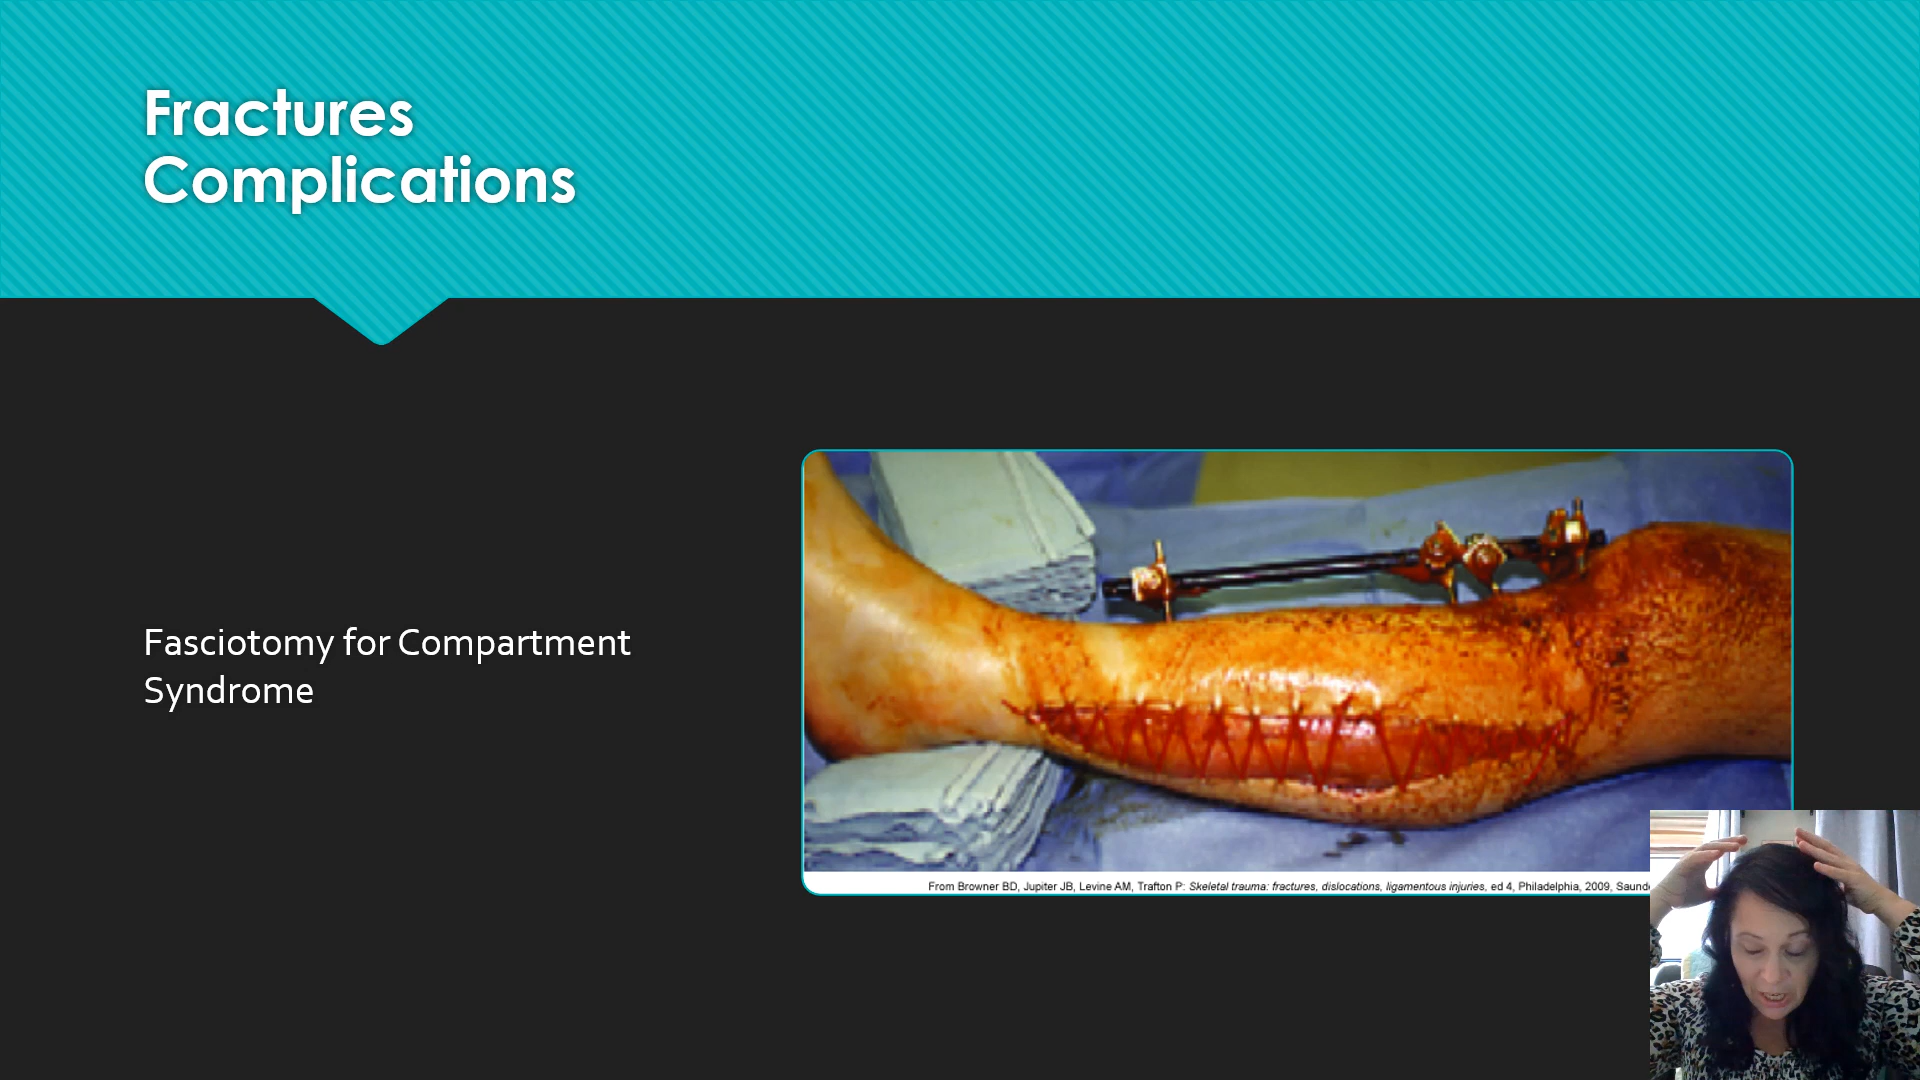 Fractures
Complications
Fasciotomy for Compartment
Syndrome
From Browner BD, Jupiter JB, Levine AM, Trafton P: Skeletal trauma: fractures, dislocations, ligamentous injuries, ed 4, Philadelphia, 2009,